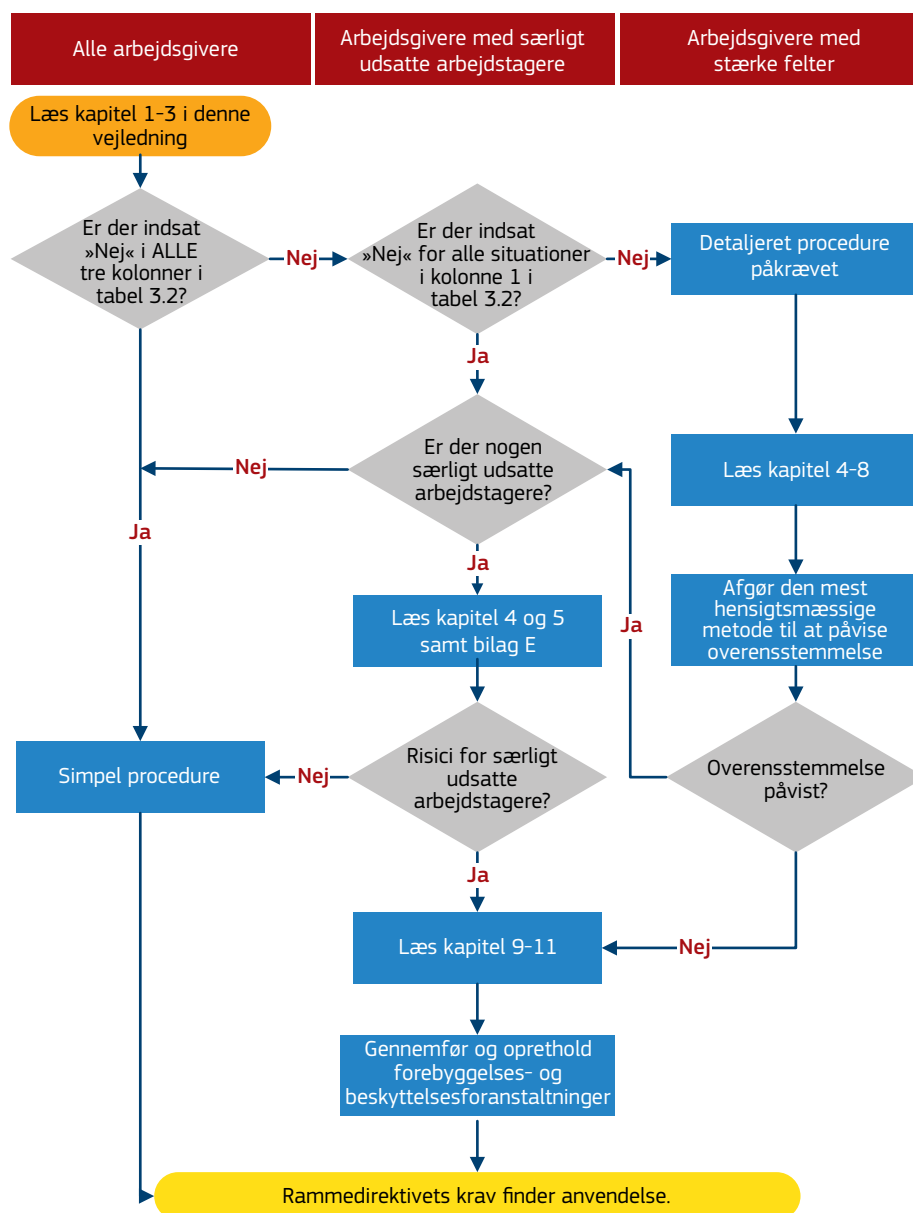 Alle arbejdsgivere
Arbejdsgivere med særligt
udsatte arbejdstagere
Arbejdsgivere med
stærke felter
Læs kapitel 1-3 i denne
vejledning
Er der indsat
»Nej« i ALLE
tre kolonner i
tabel 3.2?
Nej
Er der indsat
»Nej« for alle situationer
i kolonne 1 i
tabel 3.2?
Nej
Detaljeret procedure
påkrævet
Ja
Er der nogen
særligt udsatte
arbejdstagere?
Nej
Læs kapitel 4-8
Ja
Ja
Læs kapitel 4 og 5
samt bilag E
Ja
Afgør den mest
hensigtsmæssige
metode til at påvise
overensstemmelse
Simpel procedure
Nej
Risici for særligt
udsatte
arbejdstagere?
Overensstemmelse
påvist?
Ja
Læs kapitel 9-11
Nej
Gennemfør og oprethold
forebyggelses- og
beskyttelsesforanstaltninger
Rammedirektivets krav finder anvendelse.